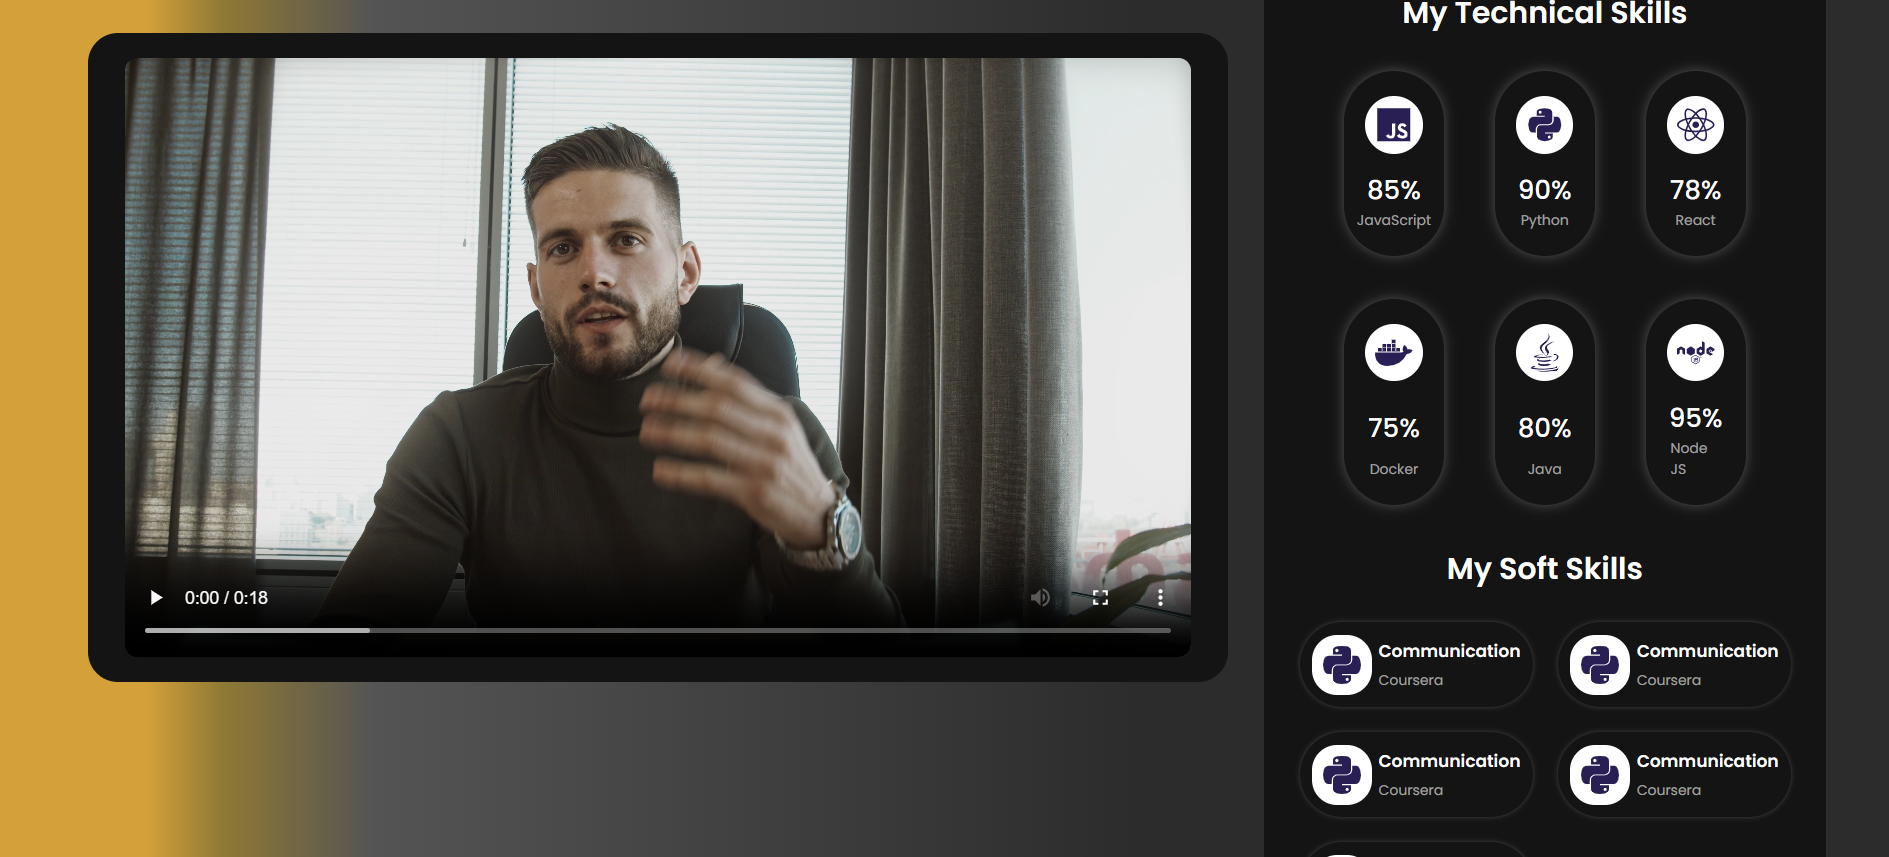 My Technical Skills
JS
85%
JavaScript
90%
Python
78%
React
75%
Docker
80%
Java
node
JS
95%
Node
JS
0:00 / 0:18
My Soft Skills
Communication
Coursera
Communication
Coursera
Communication
Coursera
Communication
Coursera